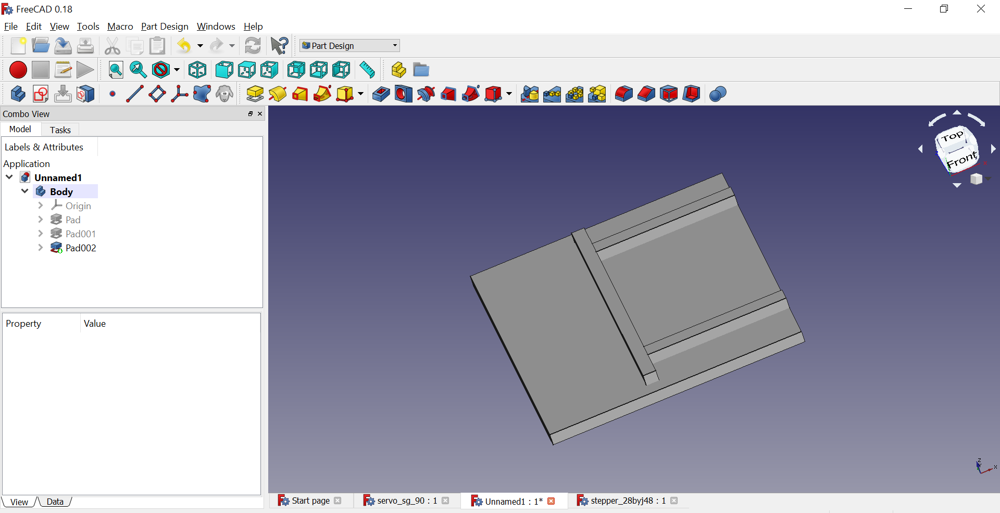 FreeCAD 0.18
File Edit View Tools Macro Part Design Windows Help
Part Design
Combo View
Model Tasks
Labels & Attributes
Application
Unnamed1
Body
Origin
Pad
Pad001
Pad002
Property Value
View Data
Top
Front
Z
X
Start page servo_sg_90 : 1 Unnamed1 : 1* stepper_28byj48 : 1